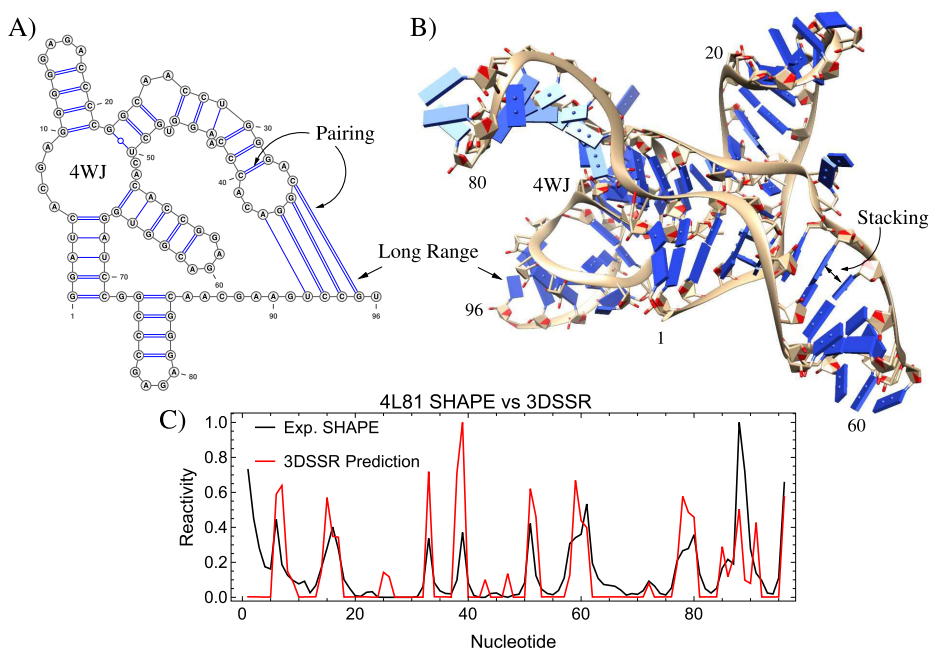 A)
B)
4WJ
Pairing
Long Range
10
20
30
40
50
60
70
80
90
1
96
C G G C A A C G A A G U C C G U
20
80
4WJ
Stacking
96
1
60
C)
4L81 SHAPE vs 3DSSR
Exp. SHAPE
3DSSR Prediction
Reactivity
1.0
0.8
0.6
0.4
0.2
0.0
0
20
40
60
80
Nucleotide